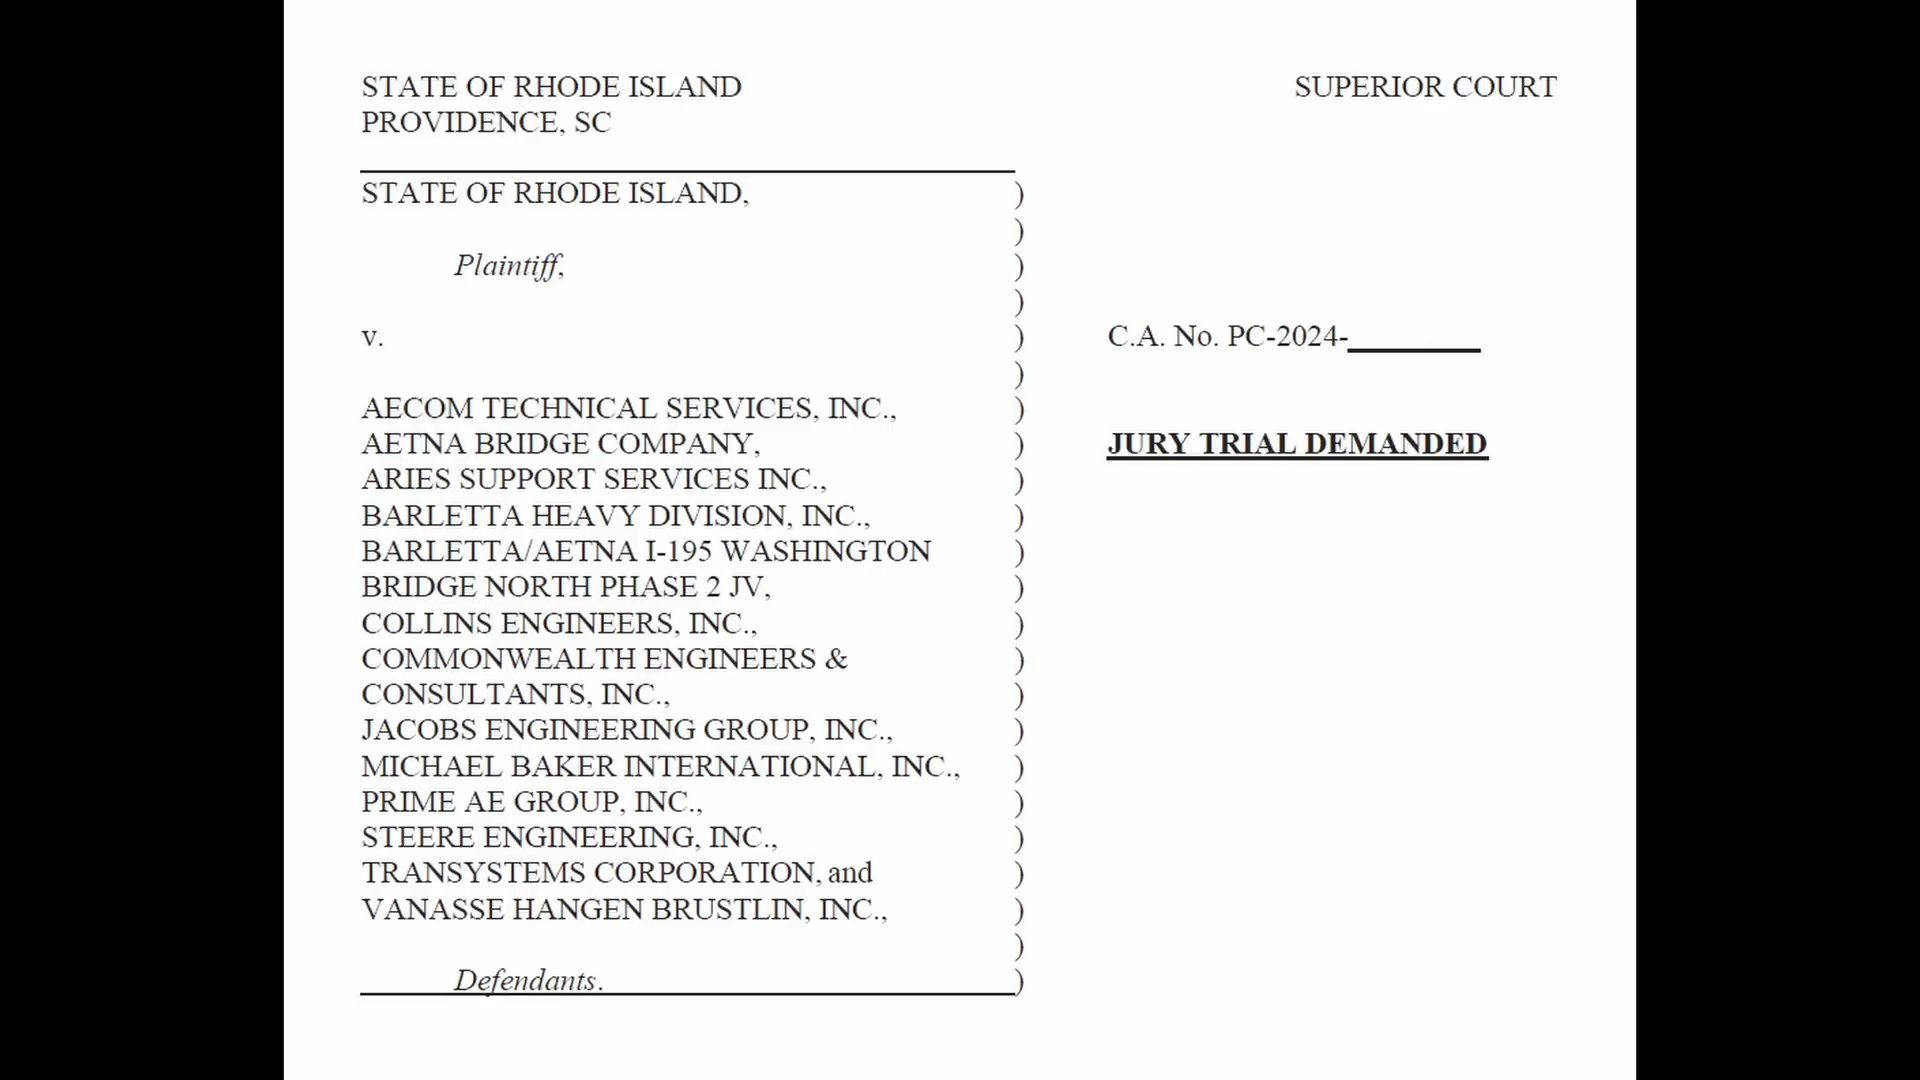 STATE OF RHODE ISLAND SUPERIOR COURT
PROVIDENCE, SC
STATE OF RHODE ISLAND, )
)
Plaintiff, )
)
v. ) C.A. No. PC-2024-________
)
AECOM TECHNICAL SERVICES, INC., )
AETNA BRIDGE COMPANY, ) JURY TRIAL DEMANDED
ARIES SUPPORT SERVICES INC., )
BARLETTA HEAVY DIVISION, INC., )
BARLETTA/AETNA I-195 WASHINGTON )
BRIDGE NORTH PHASE 2 JV, )
COLLINS ENGINEERS, INC., )
COMMONWEALTH ENGINEERS & )
CONSULTANTS, INC., )
JACOBS ENGINEERING GROUP, INC., )
MICHAEL BAKER INTERNATIONAL, INC., )
PRIME AE GROUP, INC., )
STEERE ENGINEERING, INC., )
TRANSYSTEMS CORPORATION, and )
VANASSE HANGEN BRUSTLIN, INC., )
)
Defendants. )